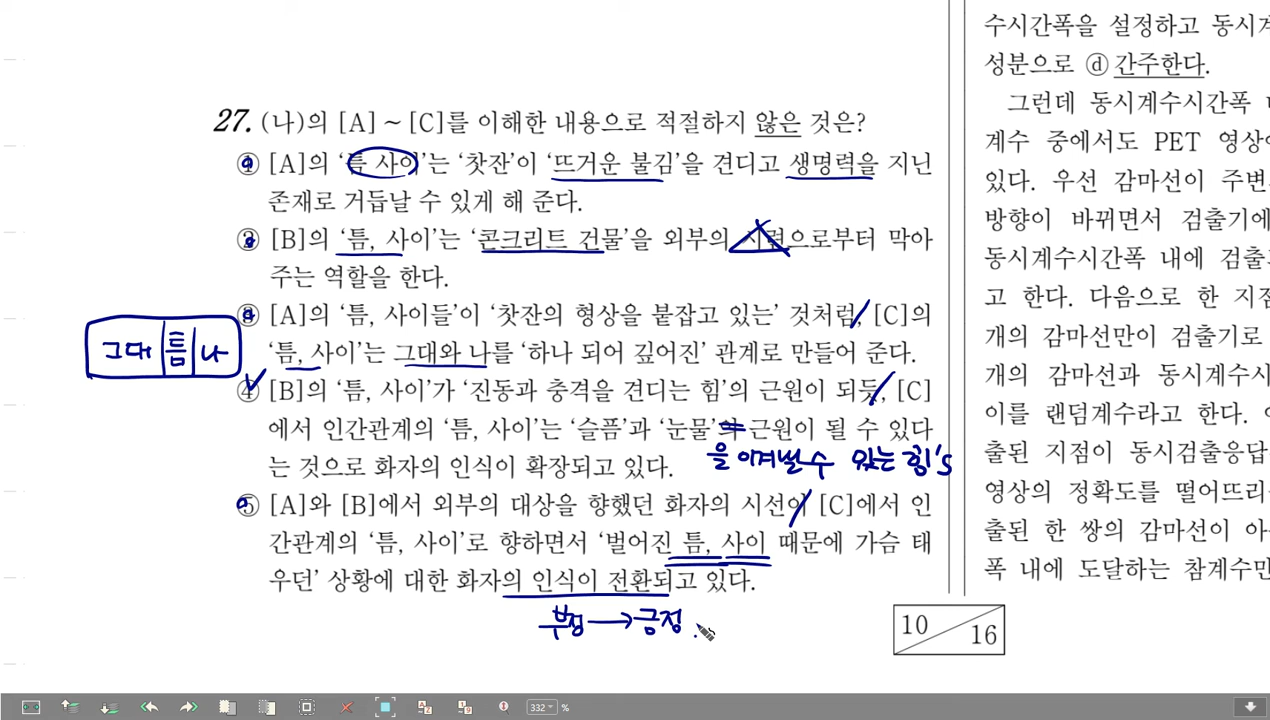 27. (나)의 [A] ~ [C]를 이해한 내용으로 적절하지 않은 것은?
① [A]의 ‘틈 사이’는 ‘찻잔’이 ‘뜨거운 불김’을 견디고 생명력을 지닌
존재로 거듭날 수 있게 해 준다.
② [B]의 ‘틈, 사이’는 ‘콘크리트 건물’을 외부의 시련으로부터 막아
주는 역할을 한다.
③ [A]의 ‘틈, 사이들’이 ‘찻잔의 형상을 붙잡고 있는’ 것처럼, [C]의
‘틈, 사이’는 그대와 나를 ‘하나 되어 깊어진’ 관계로 만들어 준다.
그대 틈 나
④ [B]의 ‘틈, 사이’가 ‘진동과 충격을 견디는 힘’의 근원이 되듯, [C]
에서 인간관계의 ‘틈, 사이’는 ‘슬픔’과 ‘눈물’의 근원이 될 수 있다
을 이겨낼 수 있는 힘's
는 것으로 화자의 인식이 확장되고 있다.
⑤ [A]와 [B]에서 외부의 대상을 향했던 화자의 시선이 [C]에서 인
간관계의 ‘틈, 사이’로 향하면서 ‘벌어진 틈, 사이 때문에 가슴 태
우던’ 상황에 대한 화자의 인식이 전환되고 있다.
부정 → 긍정
10 16
수시간폭을 설정하고 동시계
성분으로 ⓓ 간주한다.
그런데 동시계수시간폭
계수 중에서도 PET 영상
있다. 우선 감마선이 주변
방향이 바뀌면서 검출기에
동시계수시간폭 내에 검출
고 한다. 다음으로 한 지점
개의 감마선만이 검출기로
개의 감마선과 동시계수시
이를 랜덤계수라고 한다.
출된 지점이 동시검출응답
영상의 정확도를 떨어뜨리
출된 한 쌍의 감마선이 아
폭 내에 도달하는 참계수만
332 %